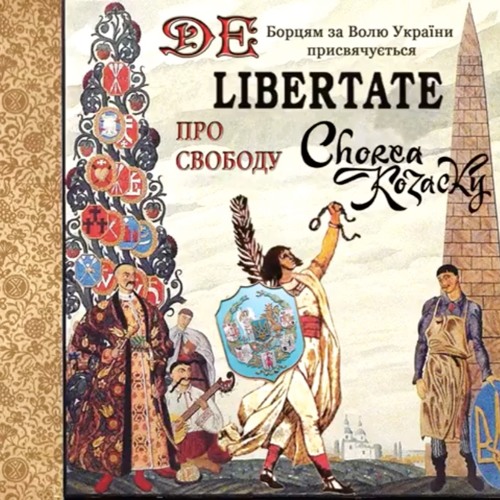 DE
Борцям за Волю України
присвячується
LIBERTATE
ПРО
СВОБОДУ
Chorea
Kozacky